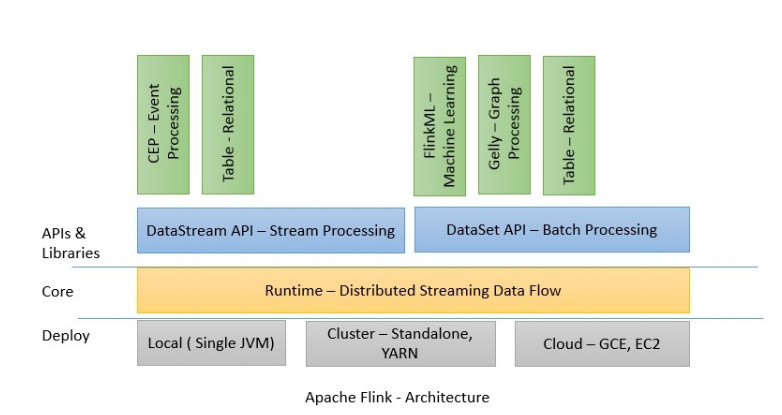 CEP – Event
Processing
Table - Relational
FlinkML –
Machine Learning
Gelly – Graph
Processing
Table – Relational
APIs &
Libraries
DataStream API – Stream Processing
DataSet API – Batch Processing
Core
Runtime – Distributed Streaming Data Flow
Deploy
Local ( Single JVM)
Cluster – Standalone,
YARN
Cloud – GCE, EC2
Apache Flink - Architecture